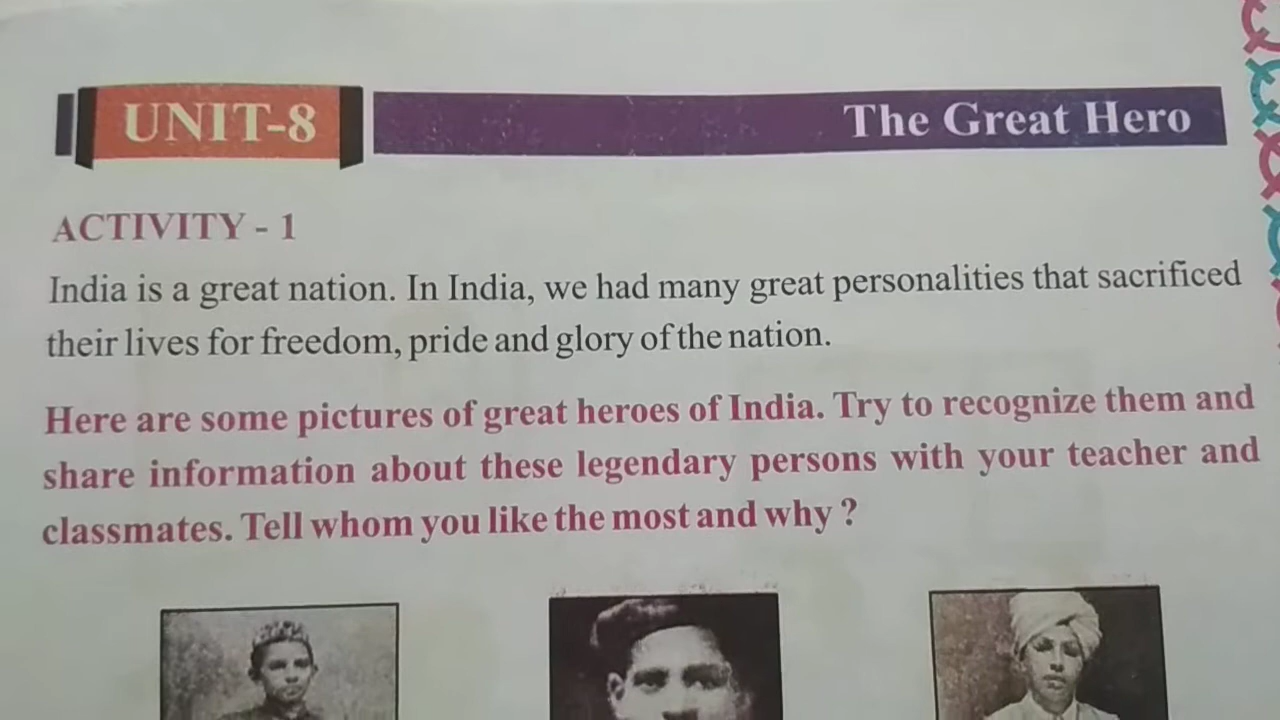 UNIT-8
The Great Hero
ACTIVITY - 1
India is a great nation. In India, we had many great personalities that sacrificed
their lives for freedom, pride and glory of the nation.
Here are some pictures of great heroes of India. Try to recognize them and
share information about these legendary persons with your teacher and
classmates. Tell whom you like the most and why ?